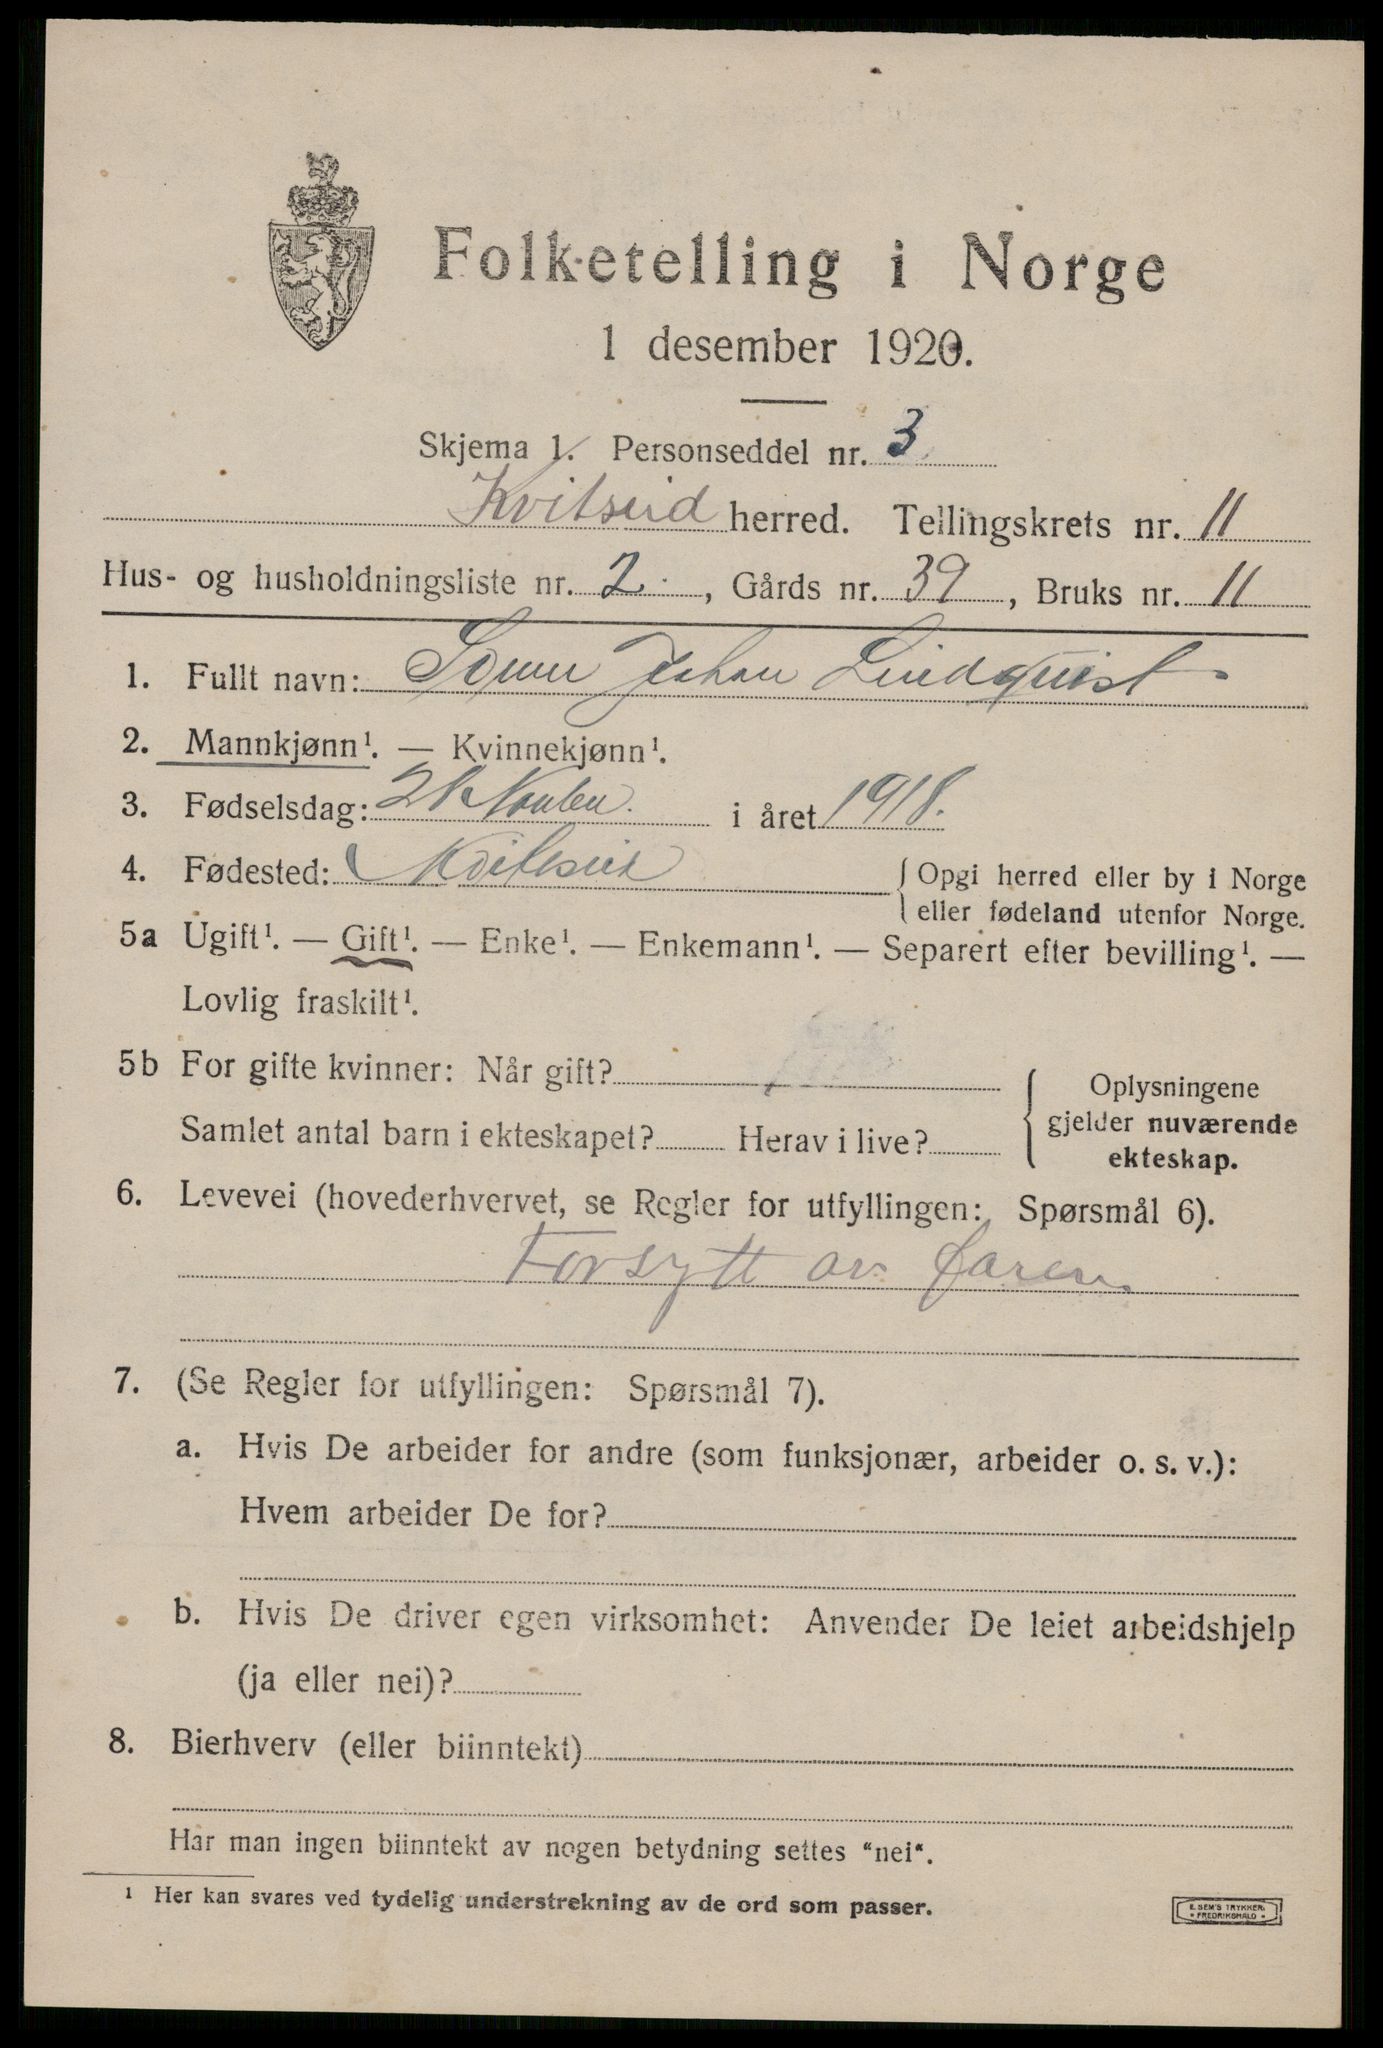 Folketelling i Norge
1 desember 1920.
Skjema 1. Personseddel nr. 3
Kvitseid herred. Tellingskrets nr. 11
Hus- og husholdningsliste nr. 2, Gårds nr. 39, Bruks nr. 11
1. Fullt navn: Johan Lindquist
2. Mannkjønn¹. — Kvinnekjønn¹.
3. Fødselsdag: i året 1918.
4. Fødested: Kvitseid { Opgi herred eller by i Norge
eller fødeland utenfor Norge.
5a Ugift¹. — Gift¹. — Enke¹. — Enkemann¹. — Separert efter bevilling¹. —
Lovlig fraskilt¹.
5b For gifte kvinner: Når gift?
Samlet antal barn i ekteskapet? Herav i live?
{ Oplysningene
gjelder nuværende
ekteskap.
6. Levevei (hovederhvervet, se Regler for utfyllingen: Spørsmål 6).
Forsytt av faren
7. (Se Regler for utfyllingen: Spørsmål 7).
a. Hvis De arbeider for andre (som funksjonær, arbeider o. s. v.):
Hvem arbeider De for?
b. Hvis De driver egen virksomhet: Anvender De leiet arbeidshjelp
(ja eller nei)?
8. Bierhverv (eller biinntekt)
Har man ingen biinntekt av nogen betydning settes "nei".
¹ Her kan svares ved tydelig understrekning av de ord som passer.
E. SEM'S TRYKKERI
FREDRIKSHALD